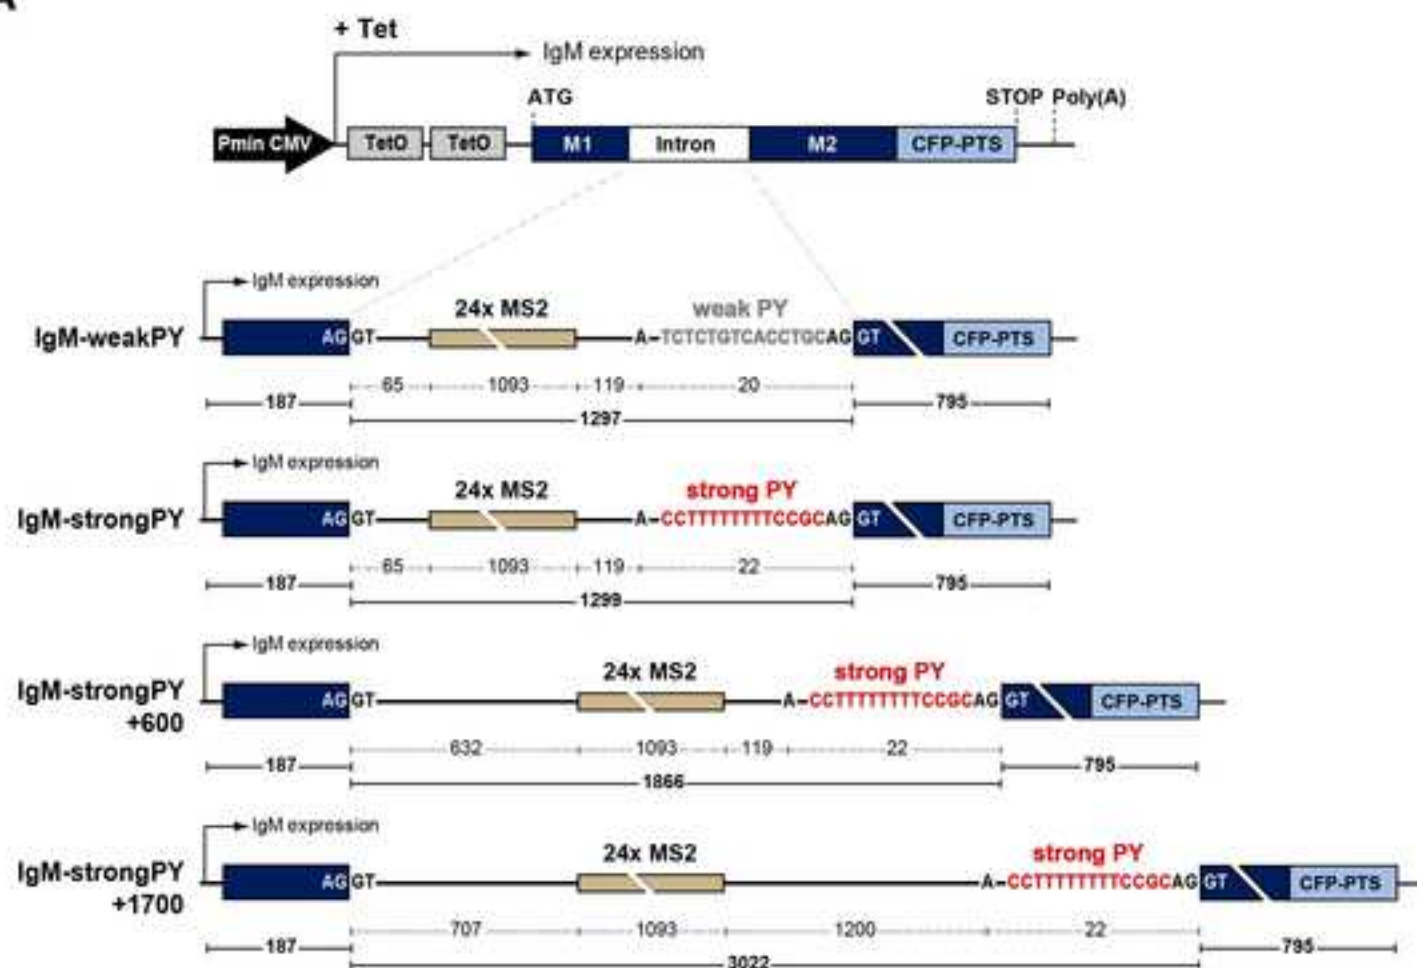 A
+ Tet
IgM expression
ATG
STOP Poly(A)
Pmin CMV TetO TetO M1 Intron M2 CFP-PTS
IgM expression
24x MS2 weak PY
IgM-weakPY AG GT A-TCTCTGTCACCTGCAG GT CFP-PTS
65 1093 119 20
187 795
1297
IgM expression
24x MS2 strong PY
IgM-strongPY AG GT A-CCTTTTTTTTCCGCAG GT CFP-PTS
65 1093 119 22
187 795
1299
IgM expression
24x MS2 strong PY
IgM-strongPY +600 AG GT A-CCTTTTTTTTCCGCAG GT CFP-PTS
632 1093 119 22
187 795
1866
IgM expression
24x MS2 strong PY
IgM-strongPY +1700 AG GT A-CCTTTTTTTTCCGCAG GT CFP-PTS
707 1093 1200 22
187 795
3022